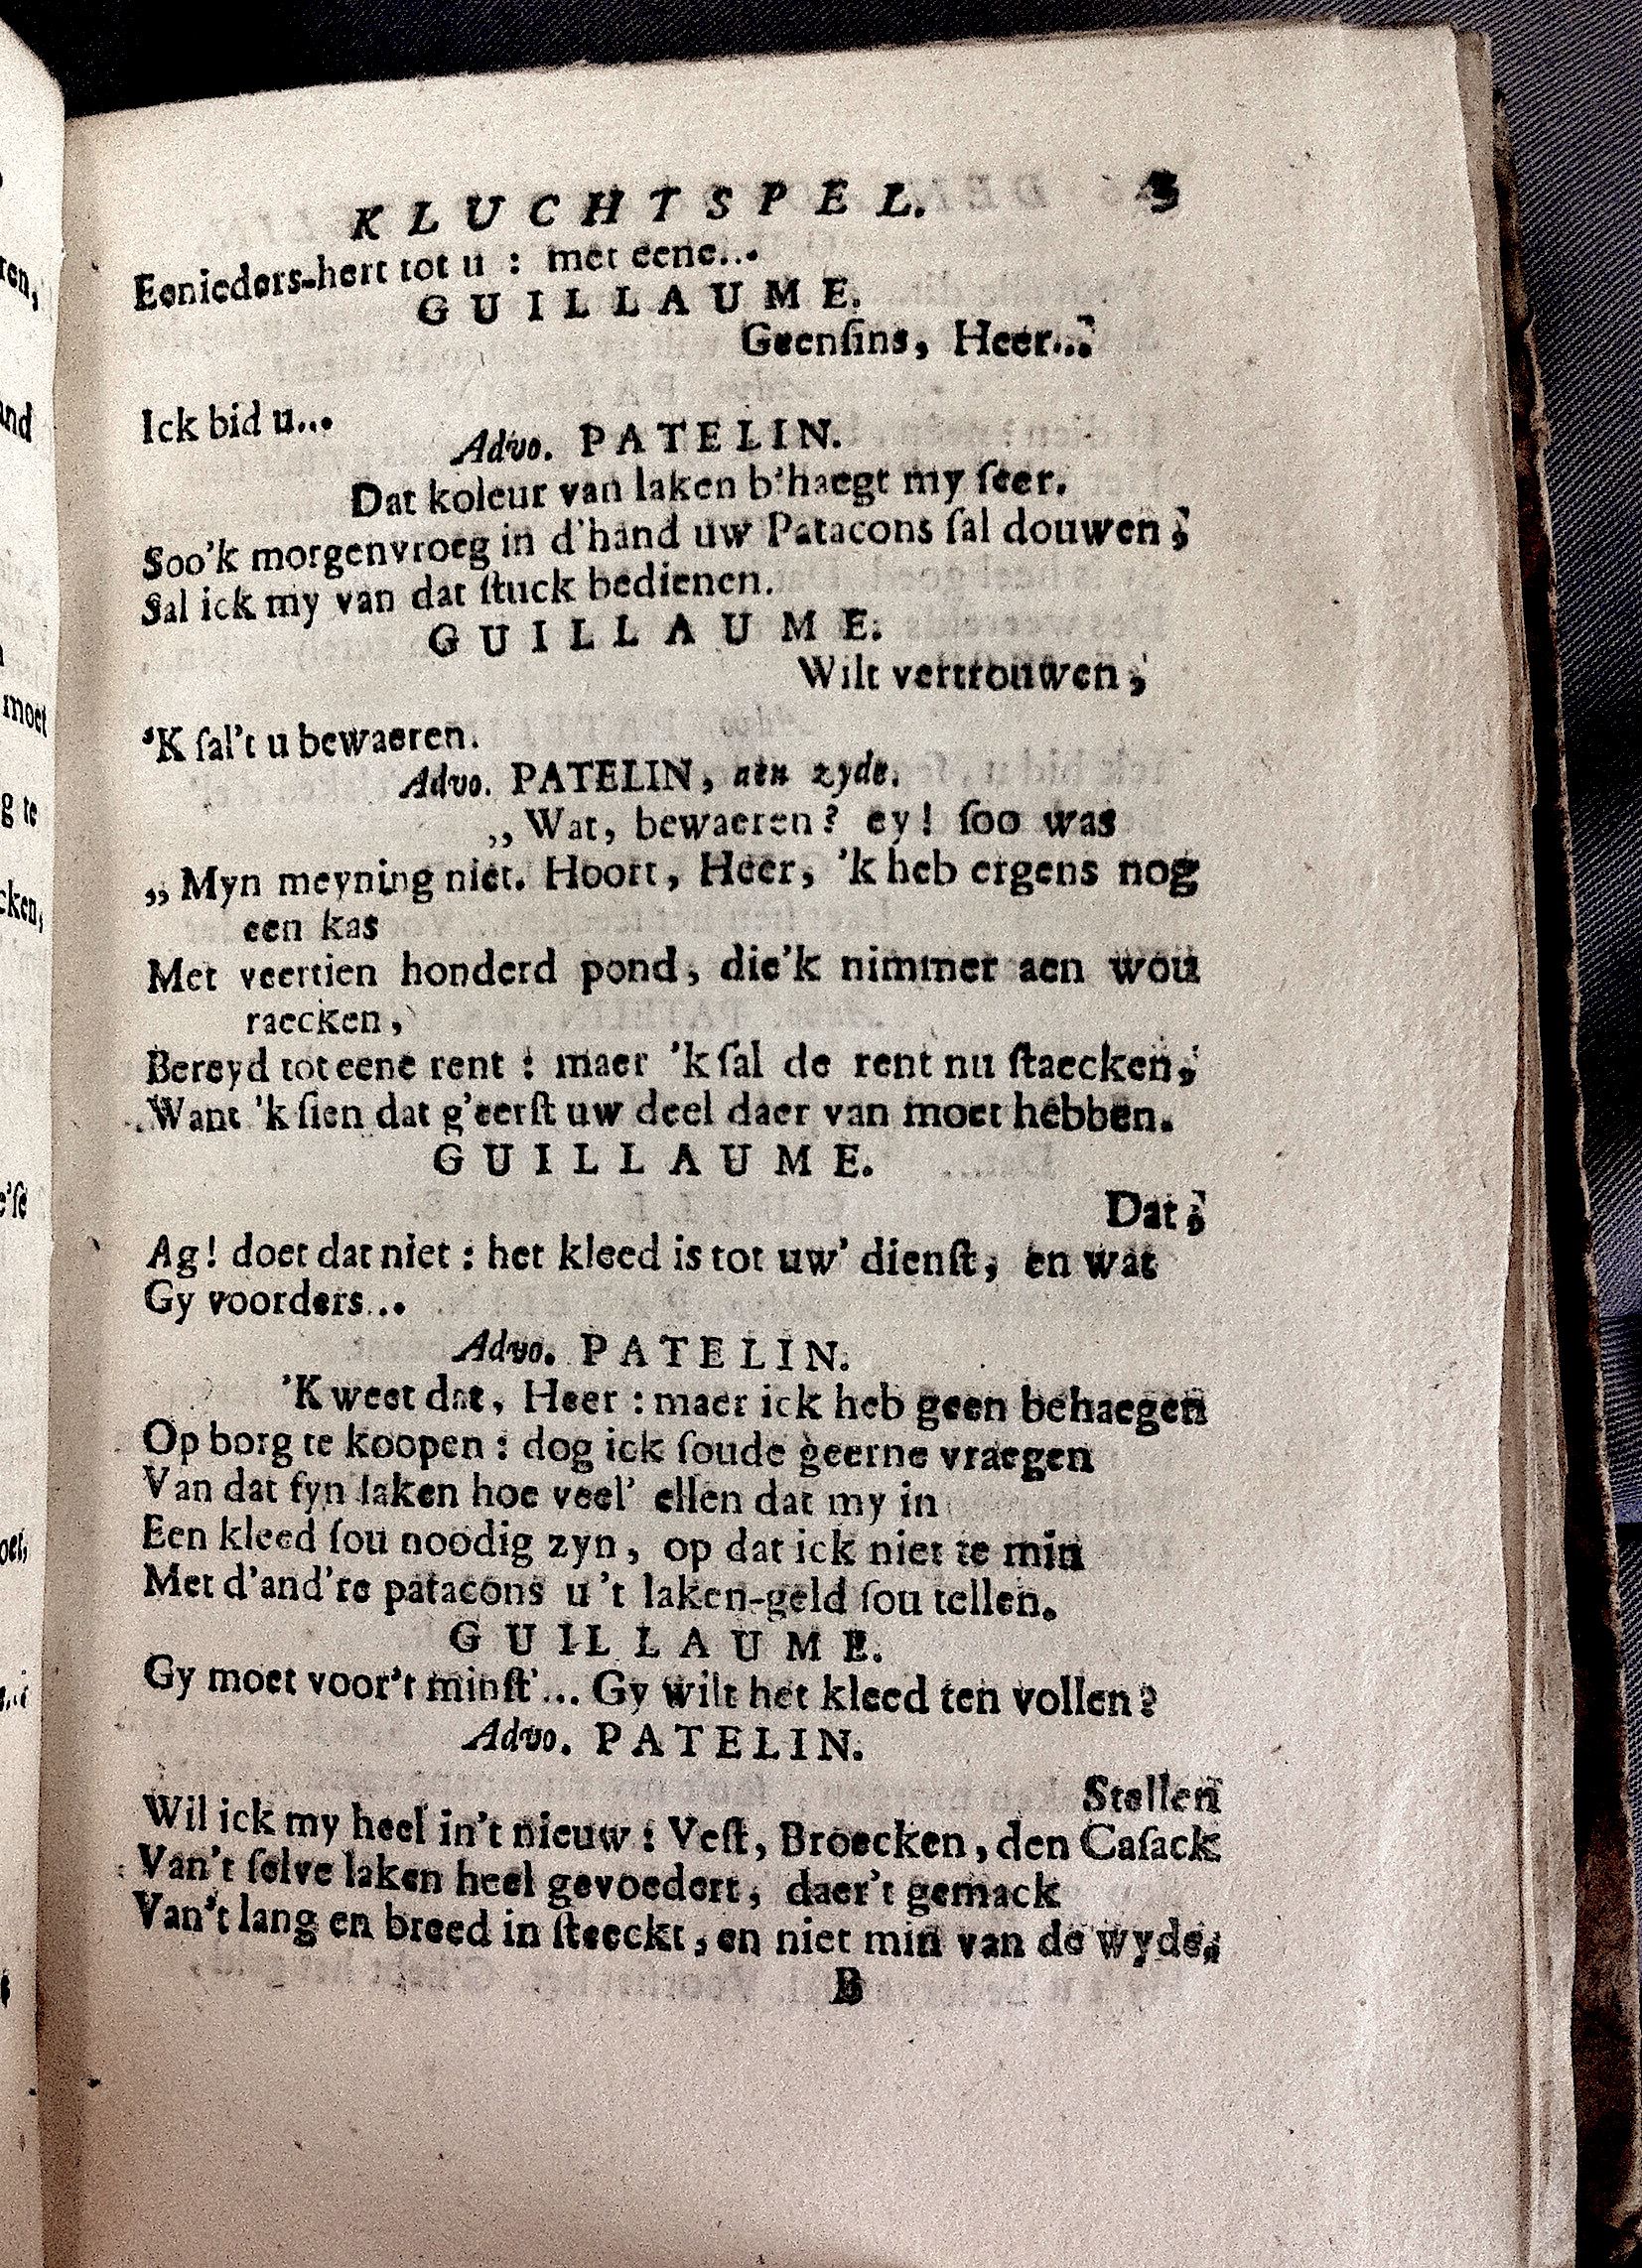 KLUCHTSPEL.
Eenieders-hert tot u : met eene...
GUILLAUME.
Geenſins, Heer...
Ick bid u...
Advo. PATELIN.
Dat koleur van laken b'haegt my ſeer.
Soo'k morgenvroeg in d'hand uw Patacons ſal douwen ;
Sal ick my van dat ſtuck bedienen.
GUILLAUME.
Wilt vertrouwen ;
'K ſal't u bewaeren.
Advo. PATELIN, aen zyde.
,, Wat, bewaeren? ey! ſoo was
,, Myn meyning niet. Hoort, Heer, 'k heb ergens nog
een kas
Met veertien honderd pond, die'k nimmer aen wou
raecken,
Bereyd tot eene rent : maer 'k ſal de rent nu ſtaecken;
Want 'k ſien dat g'eerſt uw deel daer van moet hebben.
GUILLAUME.
Dat ;
Ag! doet dat niet : het kleed is tot uw' dienſt, en wat
Gy voorders...
Advo. PATELIN.
'K weet dat, Heer : maer ick heb geen behaegen
Op borg te koopen : dog ick ſoude geerne vraegen
Van dat fyn laken hoe veel' ellen dat my in
Een kleed ſou noodig zyn, op dat ick niet te min
Met d'and're patacons u 't laken-geld ſou tellen.
GUILLAUME.
Gy moet voor't minſt'... Gy wilt het kleed ten vollen?
Advo. PATELIN.
Stellen
Wil ick my heel in't nieuw : Veſt, Broecken, den Caſack
Van't ſelve laken heel gevoedert, daer't gemack
Van't lang en breed in ſteeckt, en niet min van de wyde;
B